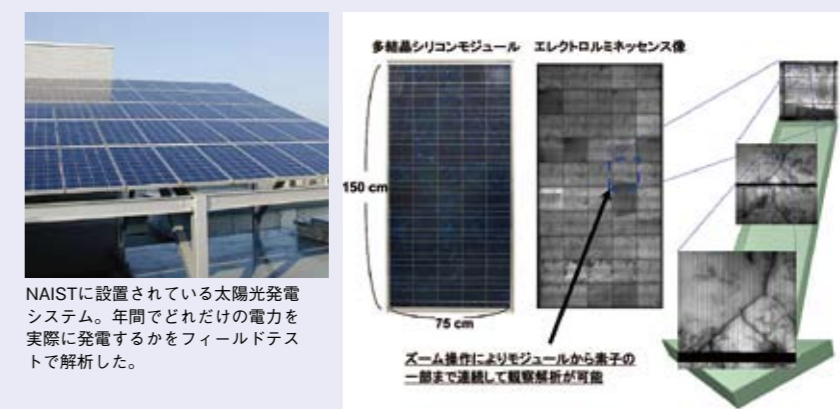 NAISTに設置されている太陽光発電
システム。年間でどれだけの電力を
実際に発電するかをフィールドテス
トで解析した。
多結晶シリコンモジュール エレクトロルミネッセンス像
150 cm
75 cm
ズーム操作によりモジュールから素子の
一部まで連続して観察解析が可能